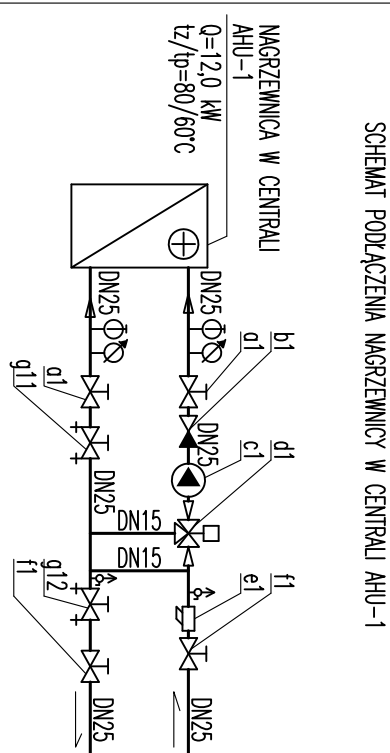 SCHEMAT PODŁĄCZENIA NAGRZEWNICY W CENTRALI AHU-1
NAGRZEWNICA W CENTRALI
AHU-1
Q=12,0 kW
tz/tp=80/60°C
DN25
a1
b1
DN25
c1
d1
e1
f1
DN25
DN15
DN15
DN25
a1
g11
DN25
g12
f1
DN25